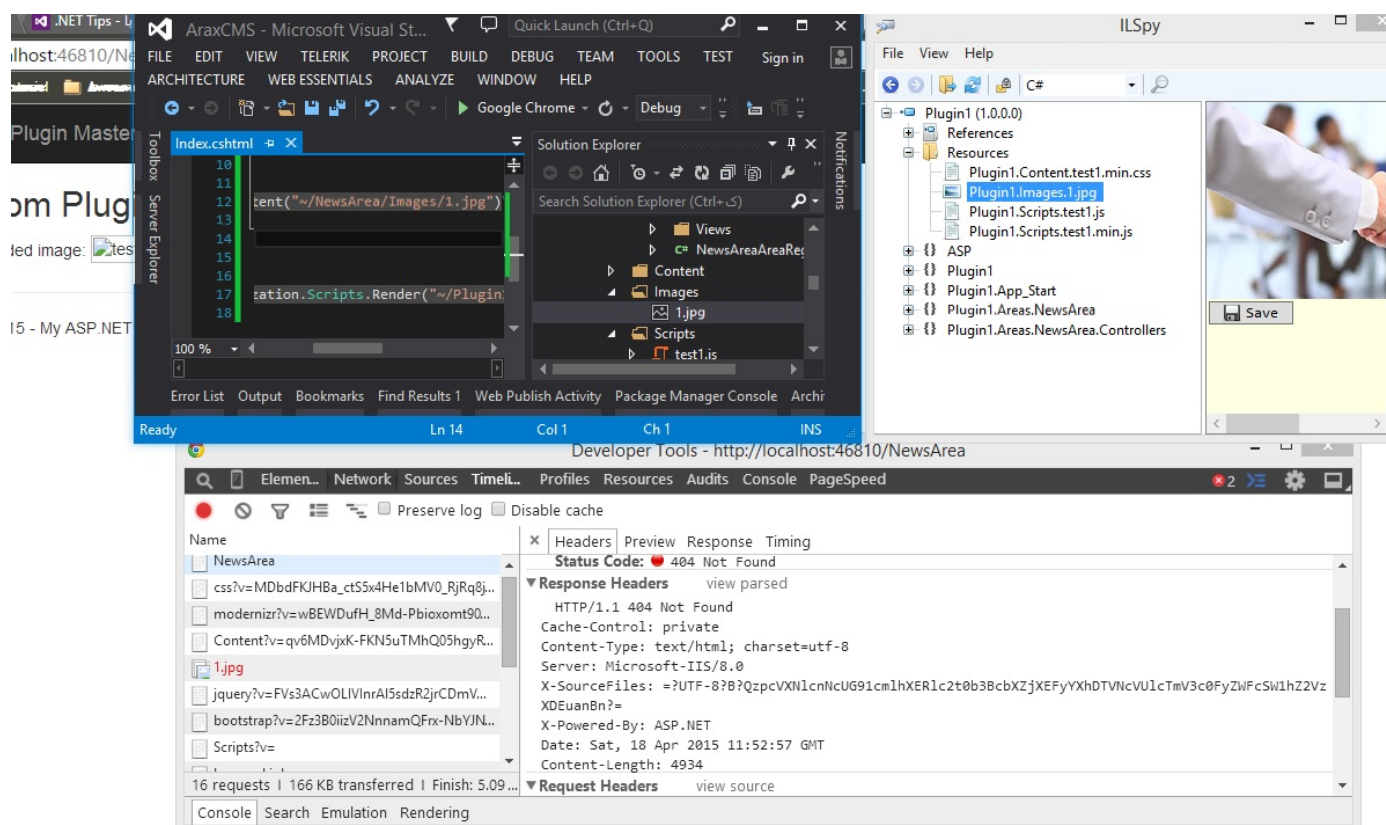 .NET Tips - L
lhost:46810/Ne
Plugin Master
om Plug
ded image: tes
15 - My ASP.NET
AraxCMS - Microsoft Visual St...
Quick Launch (Ctrl+Q)
FILE EDIT VIEW TELERIK PROJECT BUILD DEBUG TEAM TOOLS TEST Sign in
ARCHITECTURE WEB ESSENTIALS ANALYZE WINDOW HELP
Google Chrome Debug
Toolbox
Server Explorer
Index.cshtml
10
11
12 tent("~/NewsArea/Images/1.jpg")
13
14
15
16
17 zation.Scripts.Render("~/Plugin
18
100 %
Solution Explorer
Search Solution Explorer (Ctrl+ک)
Views
C# NewsAreaAreaReg
Content
Images
1.jpg
Scripts
test1.js
Notifications
Error List Output Bookmarks Find Results 1 Web Publish Activity Package Manager Console Archi
Ready Ln 14 Col 1 Ch 1 INS
ILSpy
File View Help
C#
Plugin1 (1.0.0.0)
References
Resources
Plugin1.Content.test1.min.css
Plugin1.Images.1.jpg
Plugin1.Scripts.test1.js
Plugin1.Scripts.test1.min.js
{} ASP
{} Plugin1
{} Plugin1.App_Start
{} Plugin1.Areas.NewsArea
{} Plugin1.Areas.NewsArea.Controllers
Save
Developer Tools - http://localhost:46810/NewsArea
Elemen... Network Sources Timeli... Profiles Resources Audits Console PageSpeed 2
Preserve log Disable cache
Name
NewsArea
css?v=MDbdFKJHBa_ctS5x4He1bMV0_RjRq8j...
modernizr?v=wBEWDufH_8Md-Pbioxomt90...
Content?v=qv6MDvjxK-FKN5uTMhQ05hgyR...
1.jpg
jquery?v=FVs3ACwOLIVInrAl5sdzR2jrCDmV...
bootstrap?v=2Fz3B0iizV2NnnamQFrx-NbYJN...
Scripts?v=
16 requests | 166 KB transferred | Finish: 5.09 ...
Headers Preview Response Timing
Status Code: 404 Not Found
Response Headers view parsed
HTTP/1.1 404 Not Found
Cache-Control: private
Content-Type: text/html; charset=utf-8
Server: Microsoft-IIS/8.0
X-SourceFiles: =?UTF-8?B?QzpcVXNlcnNcUG91cmlhXERlc2t0b3BcbXZjXEFyYXhDTVNcVUlcTmV3c0FyZWFcSW1hZ2Vz
XDEuanBn?=
X-Powered-By: ASP.NET
Date: Sat, 18 Apr 2015 11:52:57 GMT
Content-Length: 4934
Request Headers view source
Console Search Emulation Rendering